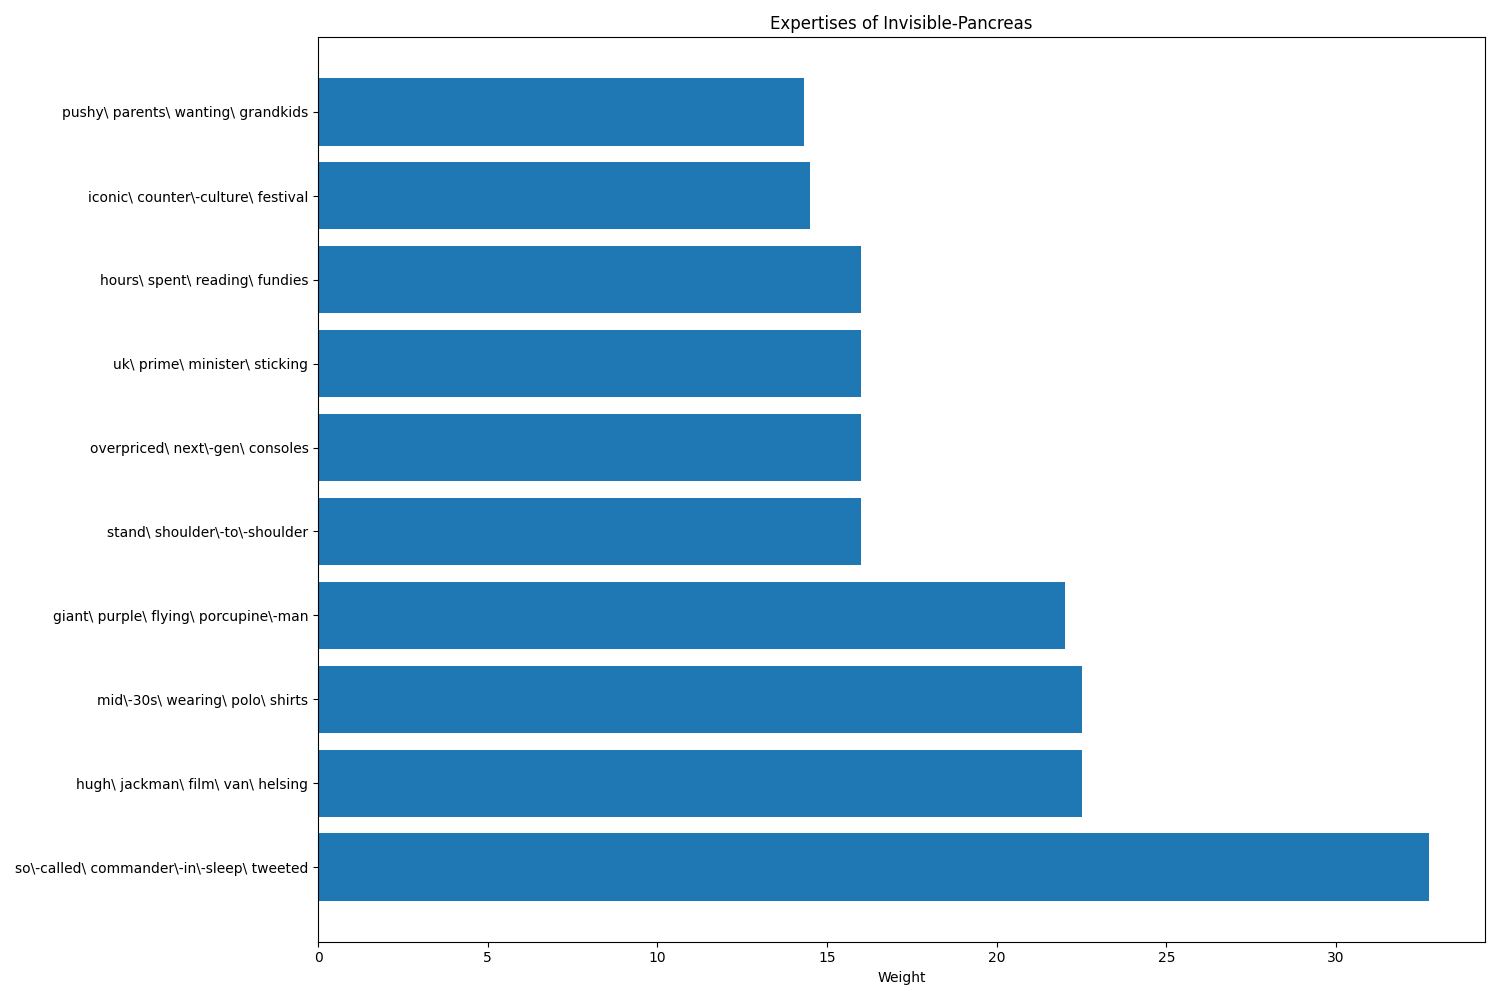 Expertises of Invisible-Pancreas
pushy\ parents\ wanting\ grandkids
iconic\ counter\-culture\ festival
hours\ spent\ reading\ fundies
uk\ prime\ minister\ sticking
overpriced\ next\-gen\ consoles
stand\ shoulder\-to\-shoulder
giant\ purple\ flying\ porcupine\-man
mid\-30s\ wearing\ polo\ shirts
hugh\ jackman\ film\ van\ helsing
so\-called\ commander\-in\-sleep\ tweeted
0 5 10 15 20 25 30
Weight